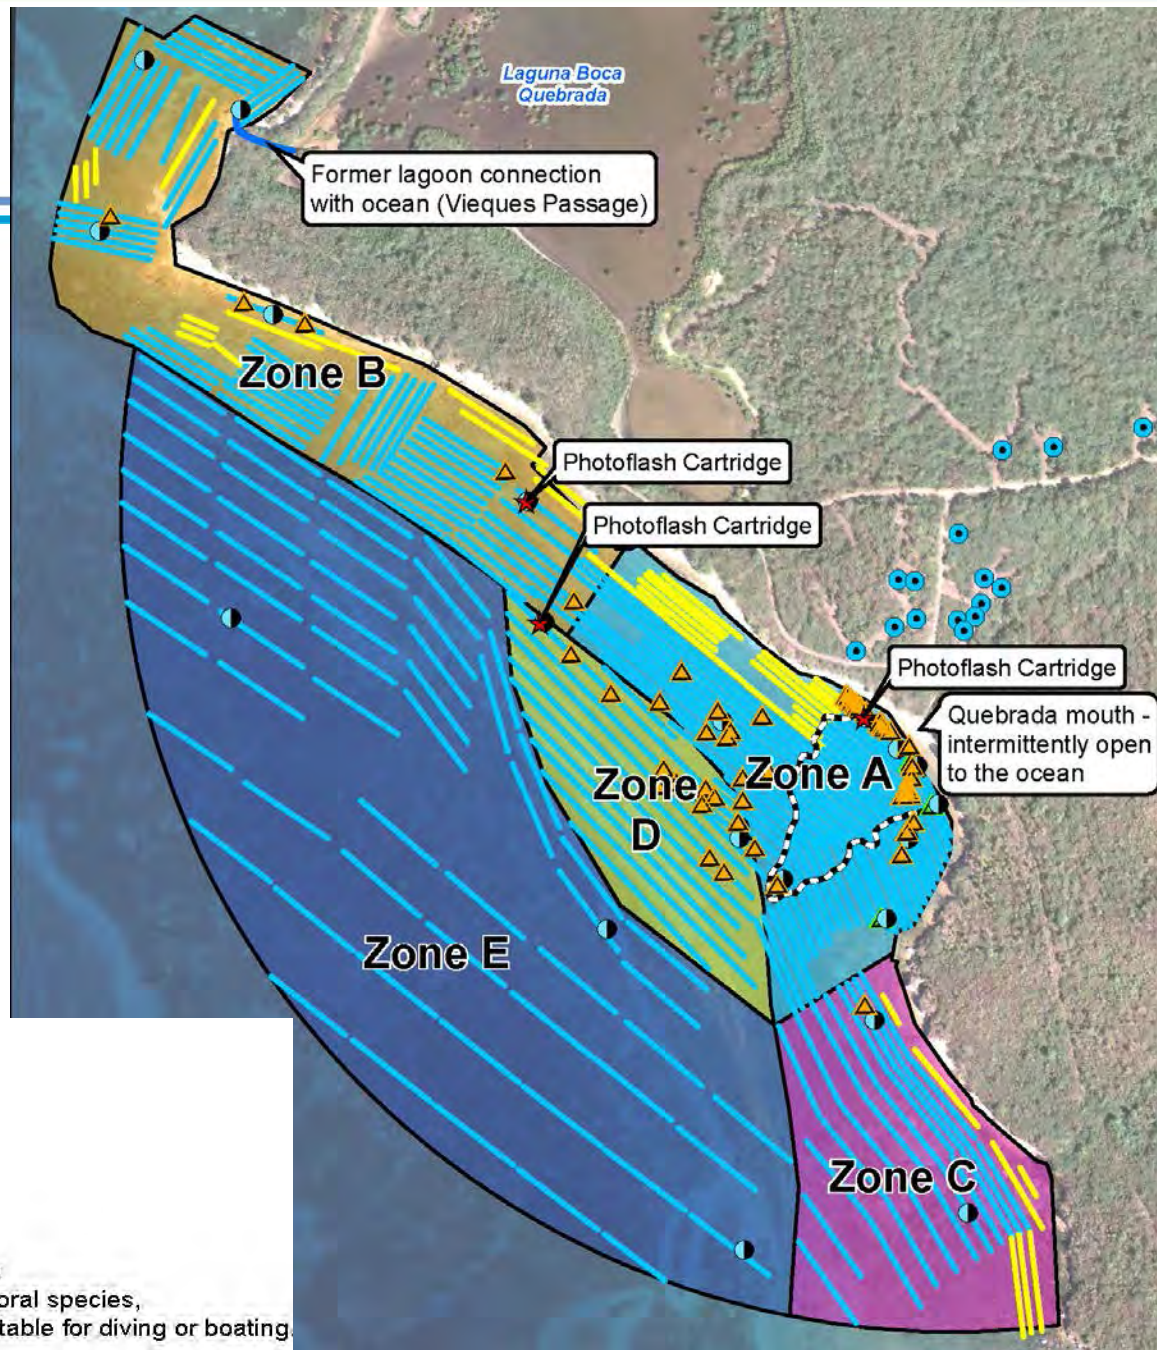 Laguna Boca
Quebrada
Former lagoon connection
with ocean (Vieques Passage)
Zone B
Photoflash Cartridge
Photoflash Cartridge
Photoflash Cartridge
Quebrada mouth -
intermittently open
to the ocean
Zone A
Zone
D
Zone E
Zone C
oral species,
table for diving or boating.